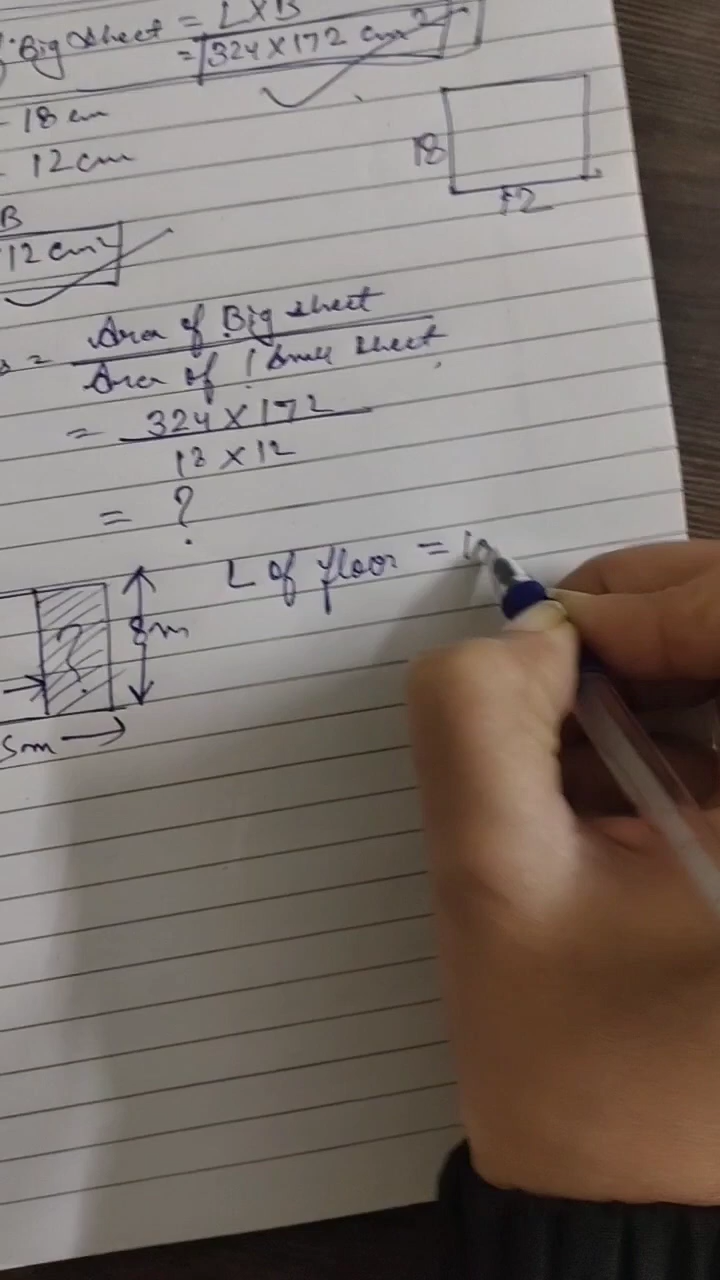 Big sheet = L X B
= 324 X 172 cm²
- 18 cm
18
- 12 cm
12
B
12 cm²
= Area of Big sheet
Area of 1 Small sheet
= 324 X 172
18 X 12
= ?
L of floor =
8m
?
5m